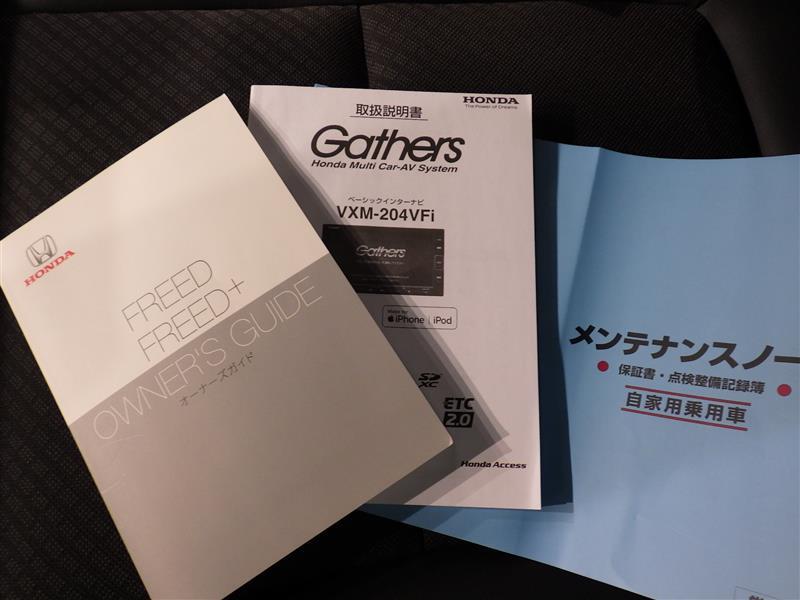 HONDA
FREED
FREED+
OWNER'S GUIDE
オーナーズガイド
HONDA
The Power of Dreams
取扱説明書
Gathers
Honda Multi Car-AV System
ベーシックインターナビ
VXM-204VFi
Gathers
Made for
iPhone | iPod
SD
XC
ETC
2.0
Honda Access
メンテナンスノー
保証書・点検整備記録簿
自家用乗用車